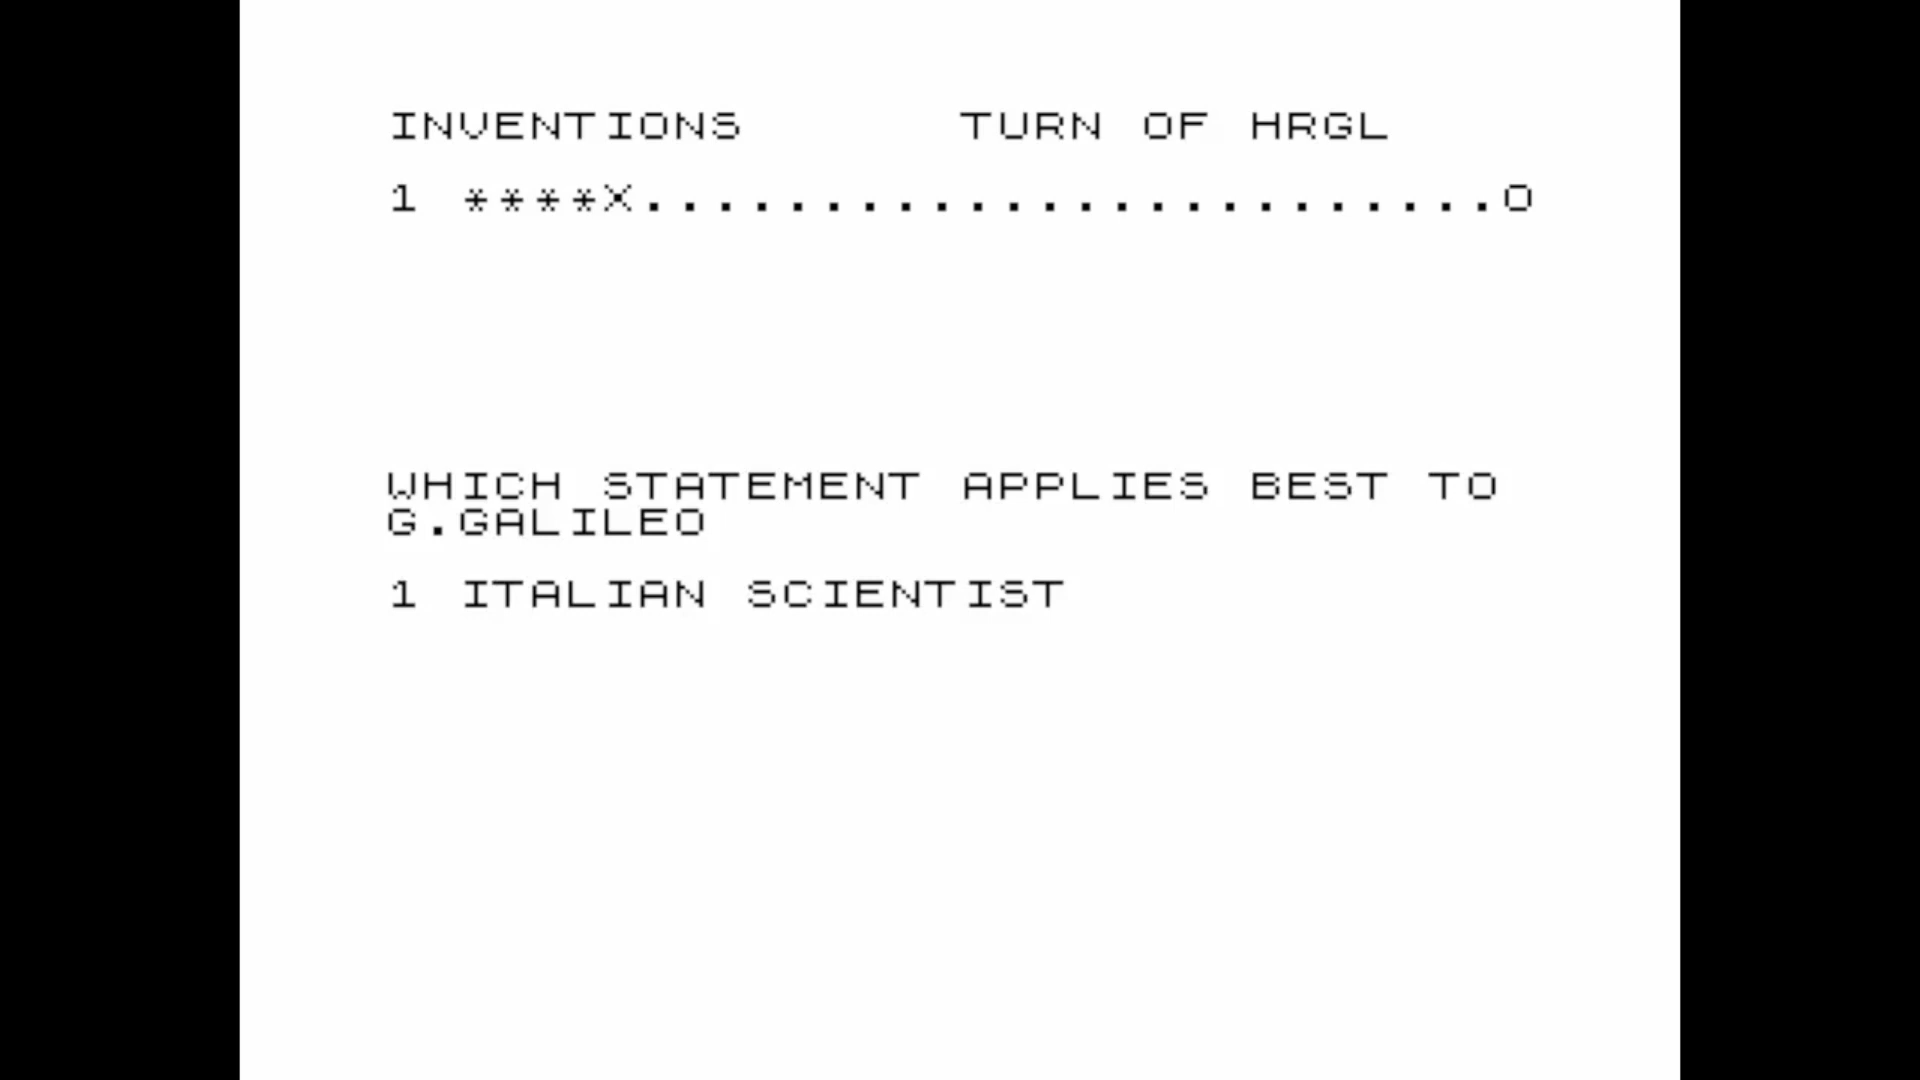 INVENTIONS TURN OF HRGL
1 ****X........................O
WHICH STATEMENT APPLIES BEST TO
G.GALILEO
1 ITALIAN SCIENTIST